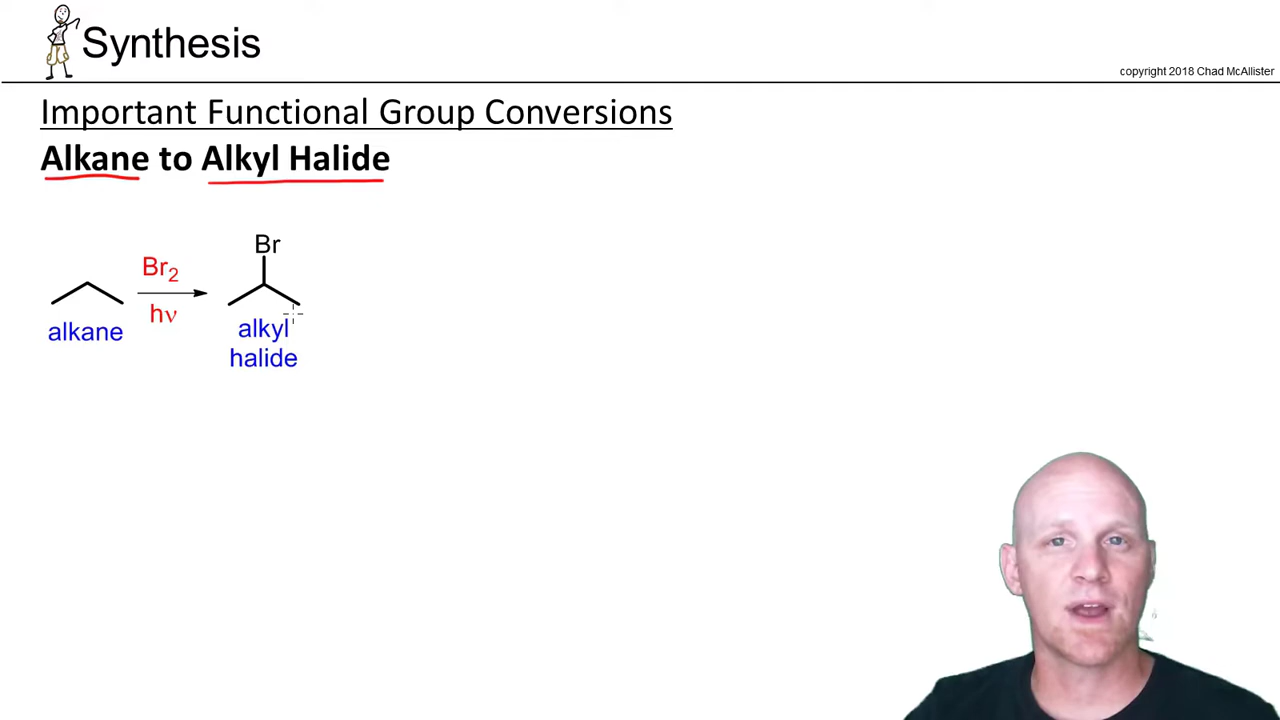 Synthesis
copyright 2018 Chad McAllister
Important Functional Group Conversions
Alkane to Alkyl Halide
Br
Br2
hν
alkane
alkyl
halide